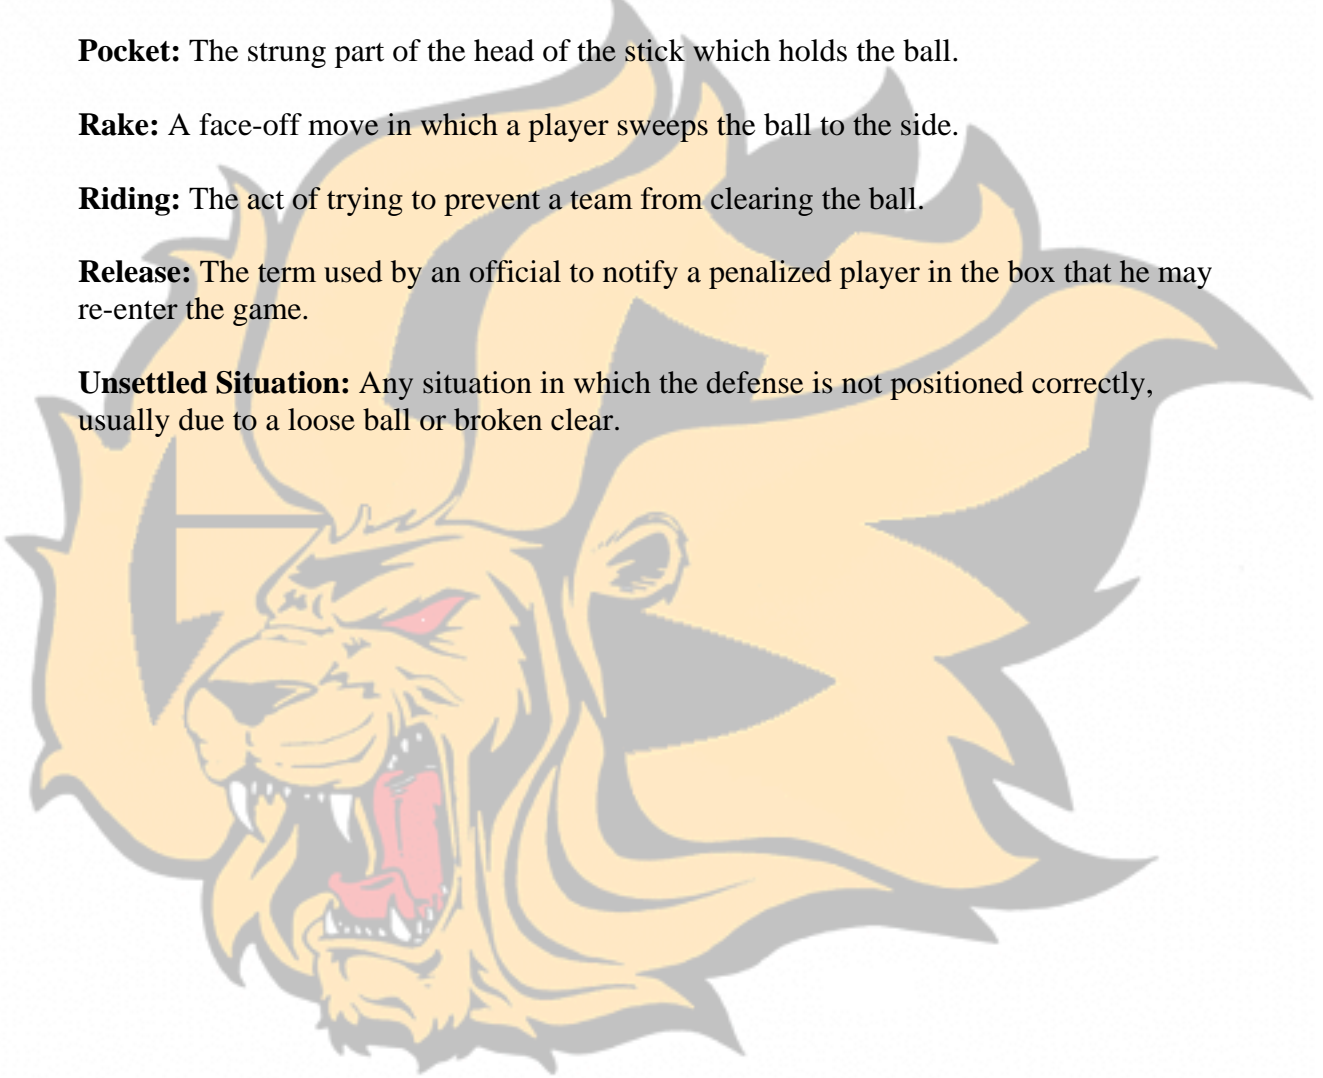 Pocket: The strung part of the head of the stick which holds the ball.
Rake: A face-off move in which a player sweeps the ball to the side.
Riding: The act of trying to prevent a team from clearing the ball.
Release: The term used by an official to notify a penalized player in the box that he may
re-enter the game.
Unsettled Situation: Any situation in which the defense is not positioned correctly,
usually due to a loose ball or broken clear.